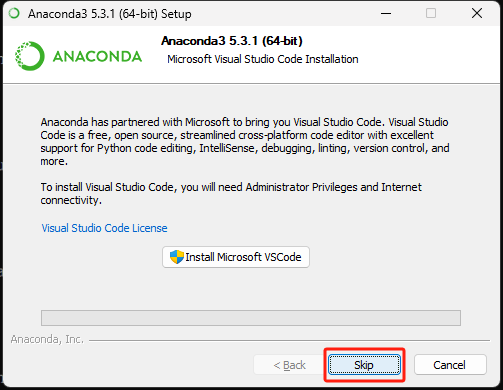 Anaconda3 5.3.1 (64-bit) Setup
ANACONDA
Anaconda3 5.3.1 (64-bit)
Microsoft Visual Studio Code Installation
Anaconda has partnered with Microsoft to bring you Visual Studio Code. Visual Studio
Code is a free, open source, streamlined cross-platform code editor with excellent
support for Python code editing, IntelliSense, debugging, linting, version control, and
more.
To install Visual Studio Code, you will need Administrator Privileges and Internet
connectivity.
Visual Studio Code License
Install Microsoft VSCode
Anaconda, Inc.
< Back
Skip
Cancel